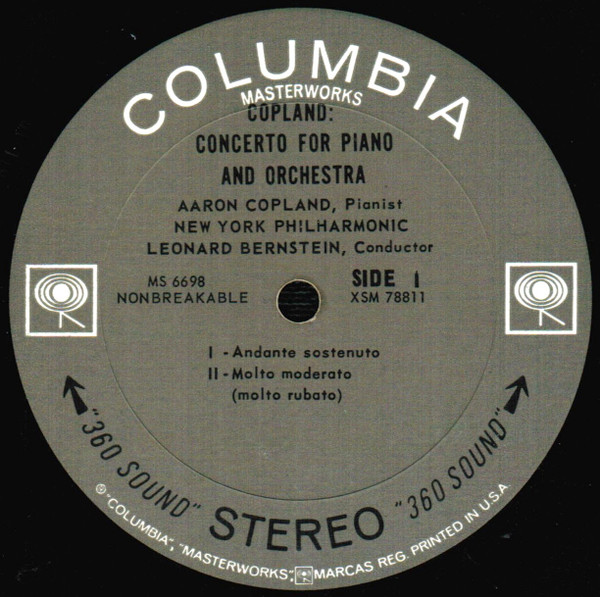 COLUMBIA
MASTERWORKS
COPLAND:
CONCERTO FOR PIANO
AND ORCHESTRA
AARON COPLAND, Pianist
NEW YORK PHILHARMONIC
LEONARD BERNSTEIN, Conductor
MS 6698
NONBREAKABLE
SIDE 1
XSM 78811
I - Andante sostenuto
II - Molto moderato
(molto rubato)
"360 SOUND" STEREO "360 SOUND"
© "COLUMBIA", "MASTERWORKS", MARCAS REG. PRINTED IN U.S.A.